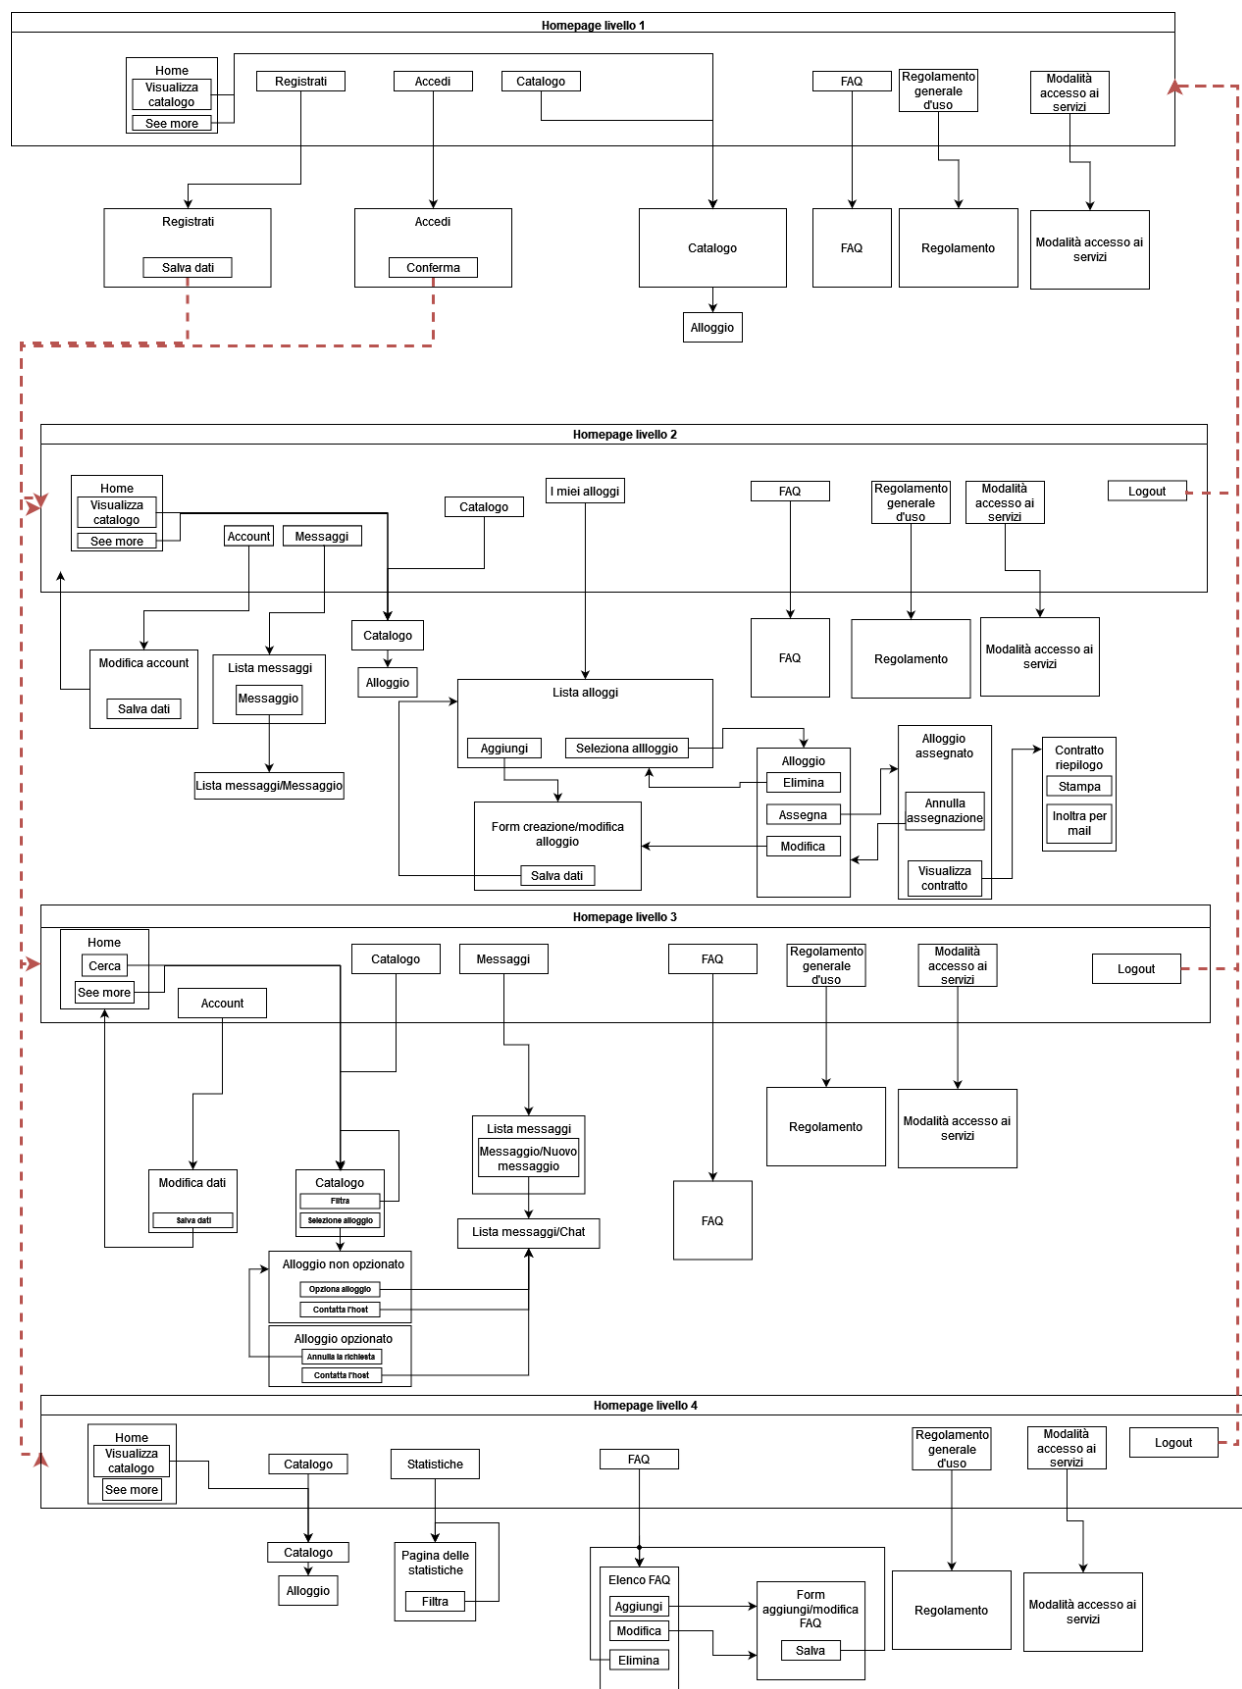 Homepage livello 1
Home
Visualizza
catalogo
See more
Registrati
Accedi
Catalogo
FAQ
Regolamento
generale
d'uso
Modalità
accesso ai
servizi
Registrati
Salva dati
Accedi
Conferma
Catalogo
FAQ
Regolamento
Modalità accesso ai
servizi
Alloggio
Homepage livello 2
Home
Visualizza
catalogo
See more
Account
Messaggi
Catalogo
I miei alloggi
FAQ
Regolamento
generale
d'uso
Modalità
accesso ai
servizi
Logout
Modifica account
Salva dati
Lista messaggi
Messaggio
Lista messaggi/Messaggio
Catalogo
Alloggio
FAQ
Regolamento
Modalità accesso ai
servizi
Lista alloggi
Aggiungi
Seleziona allloggio
Form creazione/modifica
alloggio
Salva dati
Alloggio
Elimina
Assegna
Modifica
Alloggio
assegnato
Annulla
assegnazione
Visualizza
contratto
Contratto
riepilogo
Stampa
Inoltra per
mail
Homepage livello 3
Home
Cerca
See more
Account
Catalogo
Messaggi
FAQ
Regolamento
generale
d'uso
Modalità
accesso ai
servizi
Logout
Modifica dati
Salva dati
Catalogo
Filtra
Selezione alloggio
Lista messaggi
Messaggio/Nuovo
messaggio
Lista messaggi/Chat
FAQ
Regolamento
Modalità accesso ai
servizi
Alloggio non opzionato
Opziona alloggio
Contatta l'host
Alloggio opzionato
Annulla la richiesta
Contatta l'host
Homepage livello 4
Home
Visualizza
catalogo
See more
Catalogo
Statistiche
FAQ
Regolamento
generale
d'uso
Modalità
accesso ai
servizi
Logout
Catalogo
Alloggio
Pagina delle
statistiche
Filtra
Elenco FAQ
Aggiungi
Modifica
Elimina
Form
aggiungi/modifica
FAQ
Salva
Regolamento
Modalità accesso ai
servizi